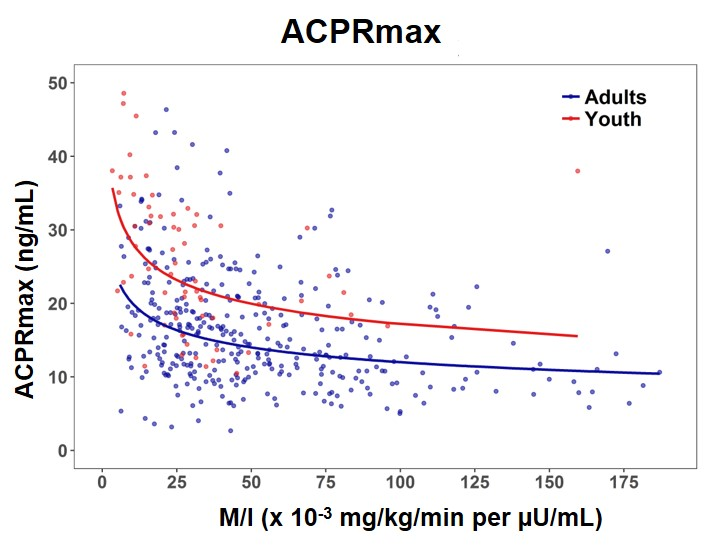 ACPRmax
50
40
30
20
10
0
ACPRmax (ng/mL)
Adults
Youth
0 25 50 75 100 125 150 175
M/I (x 10⁻³ mg/kg/min per µU/mL)